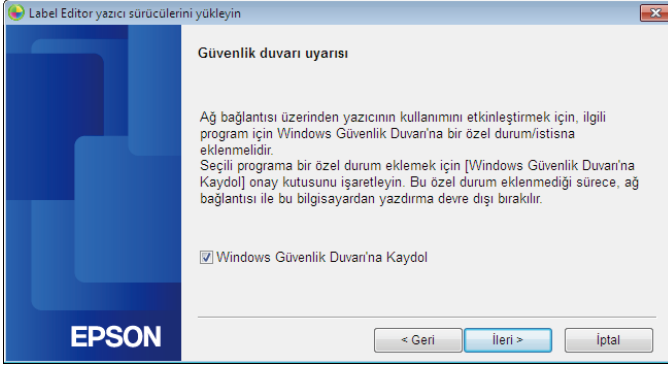 Label Editor yazıcı sürücülerini yükleyin
Güvenlik duvarı uyarısı
Ağ bağlantısı üzerinden yazıcının kullanımını etkinleştirmek için, ilgili
program için Windows Güvenlik Duvarı'na bir özel durum/istisna
eklenmelidir.
Seçili programa bir özel durum eklemek için [Windows Güvenlik Duvarı'na
Kaydol] onay kutusunu işaretleyin. Bu özel durum eklenmediği sürece, ağ
bağlantısı ile bu bilgisayardan yazdırma devre dışı bırakılır.
Windows Güvenlik Duvarı'na Kaydol
EPSON
< Geri İleri > İptal